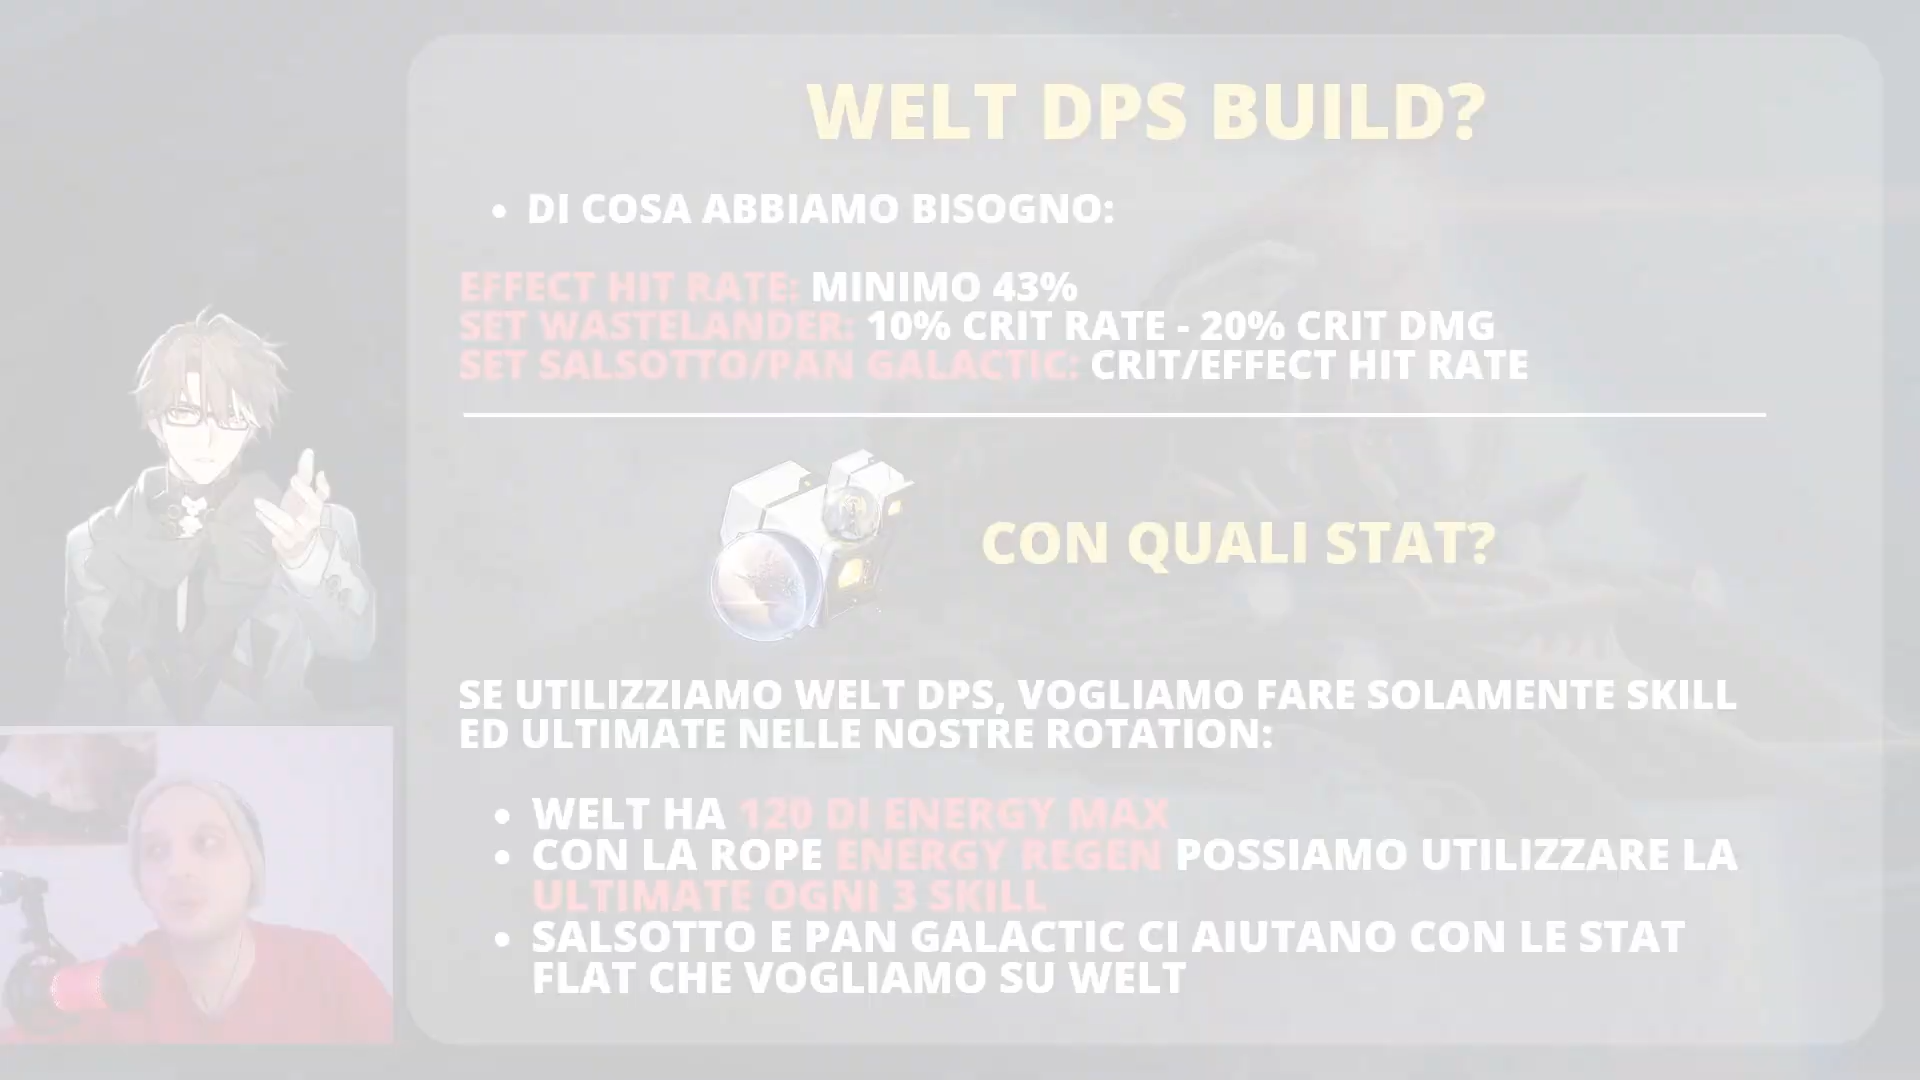 WELT DPS BUILD?
• DI COSA ABBIAMO BISOGNO:
EFFECT HIT RATE: MINIMO 43%
SET WASTELANDER: 10% CRIT RATE - 20% CRIT DMG
SET SALSOTTO/PAN GALACTIC: CRIT/EFFECT HIT RATE
CON QUALI STAT?
SE UTILIZZIAMO WELT DPS, VOGLIAMO FARE SOLAMENTE SKILL
ED ULTIMATE NELLE NOSTRE ROTATION:
• WELT HA 120 DI ENERGY MAX
• CON LA ROPE ENERGY REGEN POSSIAMO UTILIZZARE LA
ULTIMATE OGNI 3 SKILL
• SALSOTTO E PAN GALACTIC CI AIUTANO CON LE STAT
FLAT CHE VOGLIAMO SU WELT